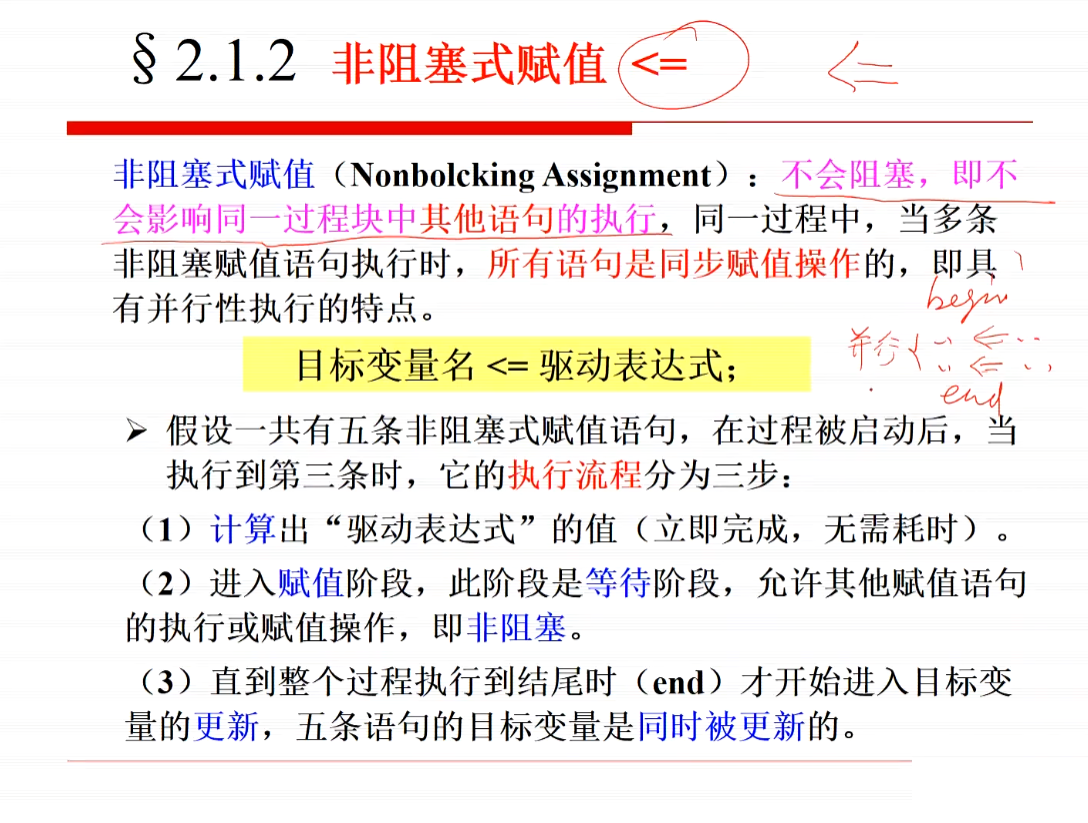 § 2.1.2 非阻塞式赋值 <= <=
非阻塞式赋值（Nonbolcking Assignment）：不会阻塞，即不
会影响同一过程块中其他语句的执行，同一过程中，当多条
非阻塞赋值语句执行时，所有语句是同步赋值操作的，即具
有并行性执行的特点。
begin
并行{ .. <= ..
.. <= ..
end
目标变量名 <= 驱动表达式；
➢ 假设一共有五条非阻塞式赋值语句，在过程被启动后，当
执行到第三条时，它的执行流程分为三步：
（1）计算出“驱动表达式”的值（立即完成，无需耗时）。
（2）进入赋值阶段，此阶段是等待阶段，允许其他赋值语句
的执行或赋值操作，即非阻塞。
（3）直到整个过程执行到结尾时（end）才开始进入目标变
量的更新，五条语句的目标变量是同时被更新的。